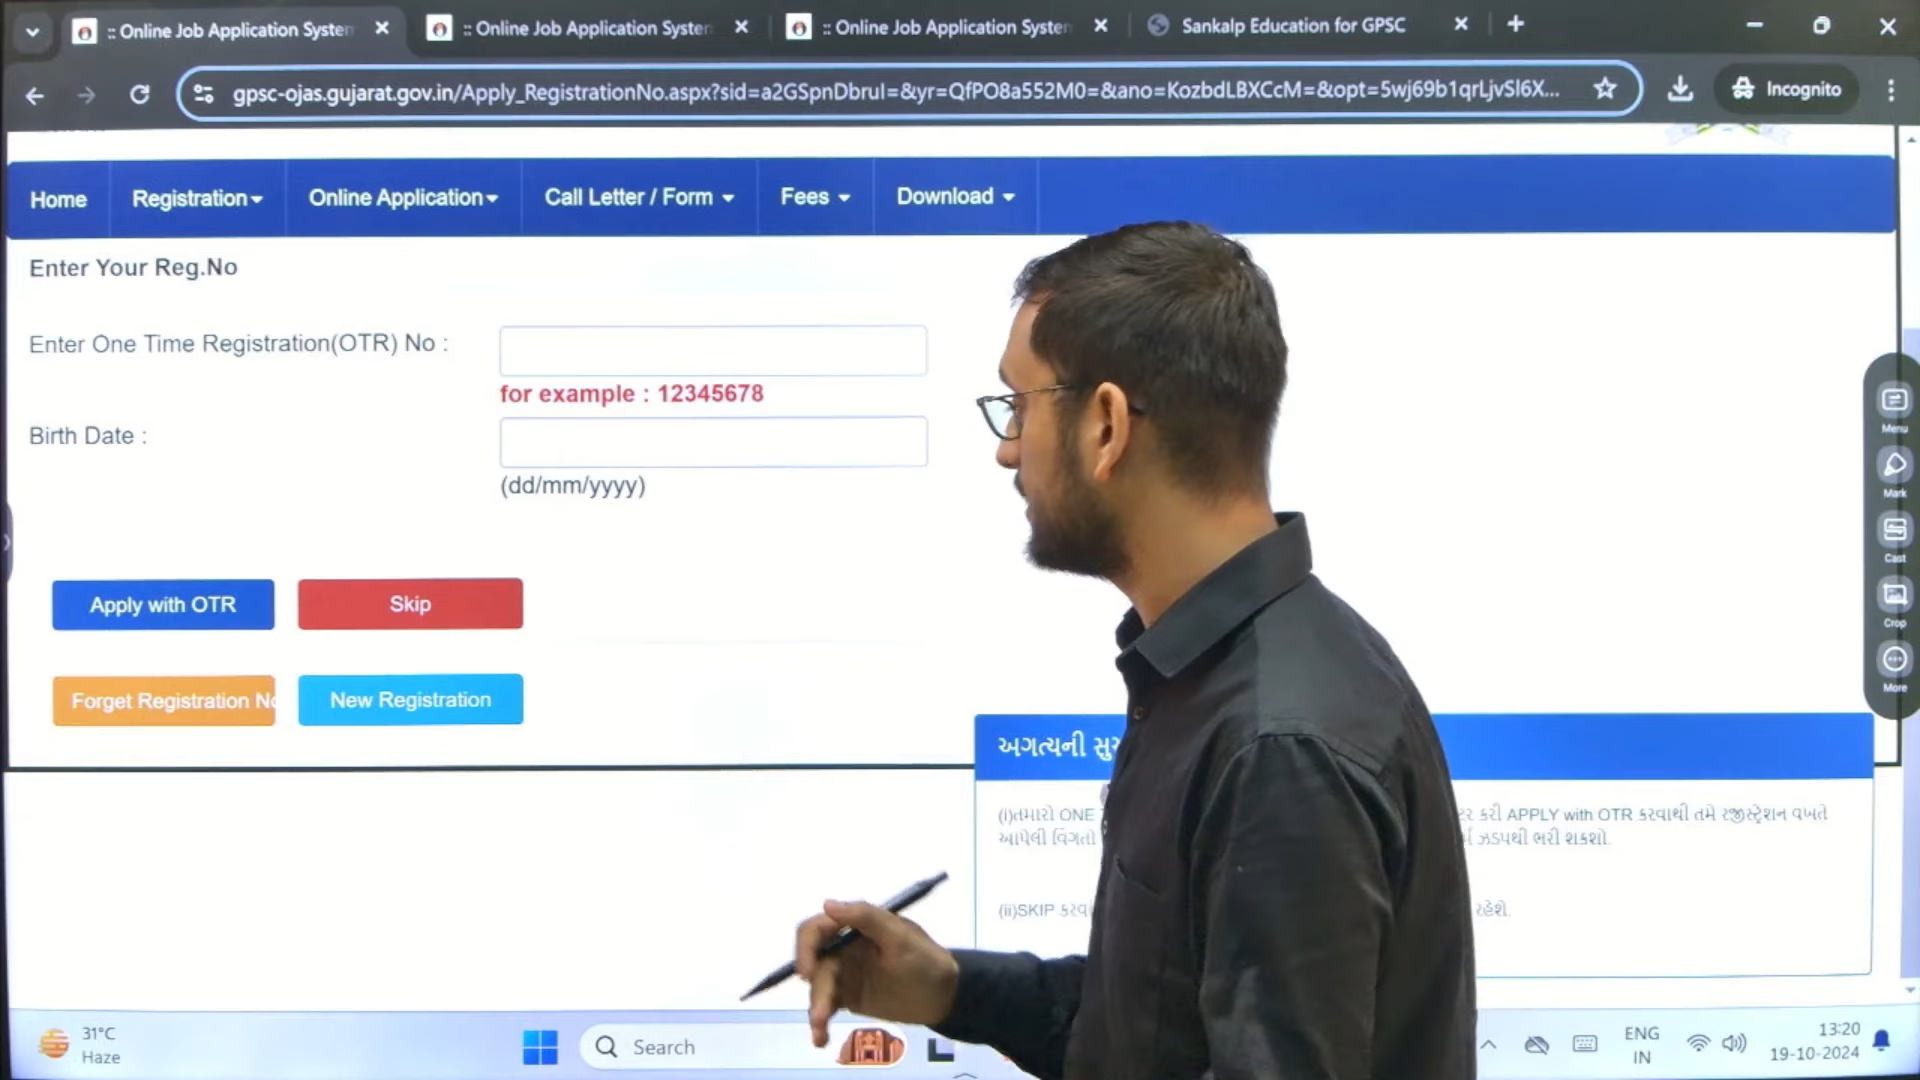 :: Online Job Application System
:: Online Job Application System
:: Online Job Application System
Sankalp Education for GPSC
gpsc-ojas.gujarat.gov.in/Apply_RegistrationNo.aspx?sid=a2GSpnDbruI=&yr=QfPO8a552M0=&ano=KozbdLBXCcM=&opt=5wj69b1qrLjvSl6X...
Incognito
Home
Registration
Online Application
Call Letter / Form
Fees
Download
Enter Your Reg.No
Enter One Time Registration(OTR) No :
for example : 12345678
Birth Date :
(dd/mm/yyyy)
Apply with OTR
Skip
Forget Registration No
New Registration
Menu
Mark
Cast
Crop
More
અગત્યની
(i)તમારો ONE
કરી APPLY with OTR કરવાથી તમે રજીસ્ટ્રેશન વખતે
આપેલી વિગતો
ઝડપથી ભરી શકશો.
(ii)SKIP
રહેશે.
31°C
Haze
Search
ENG
IN
13:20
19-10-2024